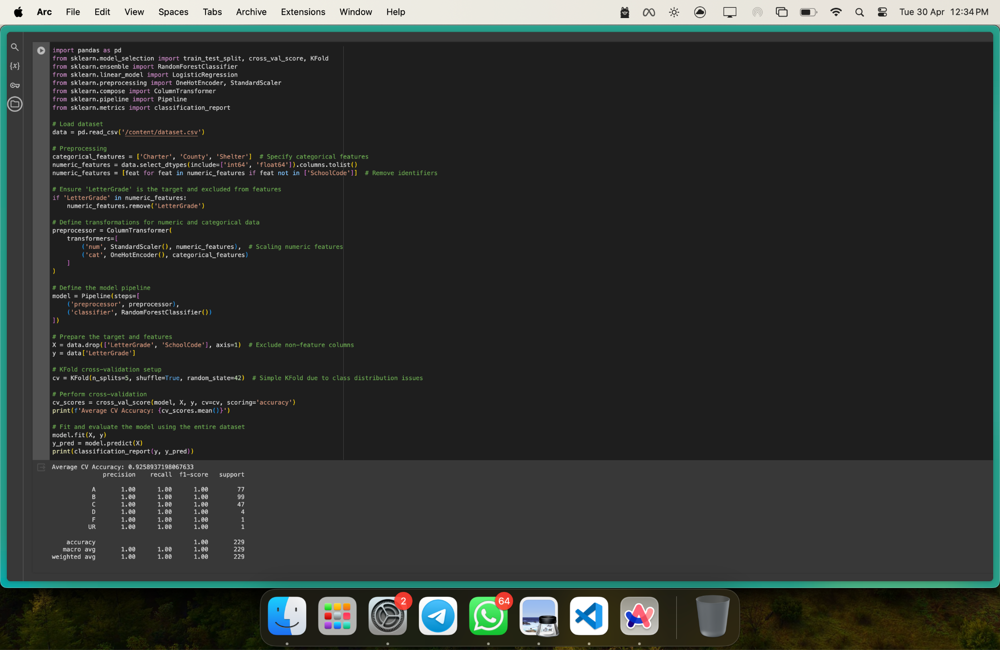 Arc File Edit View Spaces Tabs Archive Extensions Window Help Tue 30 Apr 12:34 PM
{x}
import pandas as pd
from sklearn.model_selection import train_test_split, cross_val_score, KFold
from sklearn.ensemble import RandomForestClassifier
from sklearn.linear_model import LogisticRegression
from sklearn.preprocessing import OneHotEncoder, StandardScaler
from sklearn.compose import ColumnTransformer
from sklearn.pipeline import Pipeline
from sklearn.metrics import classification_report
# Load dataset
data = pd.read_csv('/content/dataset.csv')
# Preprocessing
categorical_features = ['Charter', 'County', 'Shelter']  # Specify categorical features
numeric_features = data.select_dtypes(include=['int64', 'float64']).columns.tolist()
numeric_features = [feat for feat in numeric_features if feat not in ['SchoolCode']]  # Remove identifiers
# Ensure 'LetterGrade' is the target and excluded from features
if 'LetterGrade' in numeric_features:
    numeric_features.remove('LetterGrade')
# Define transformations for numeric and categorical data
preprocessor = ColumnTransformer(
    transformers=[
        ('num', StandardScaler(), numeric_features),  # Scaling numeric features
        ('cat', OneHotEncoder(), categorical_features)
    ]
)
# Define the model pipeline
model = Pipeline(steps=[
    ('preprocessor', preprocessor),
    ('classifier', RandomForestClassifier())
])
# Prepare the target and features
X = data.drop(['LetterGrade', 'SchoolCode'], axis=1)  # Exclude non-feature columns
y = data['LetterGrade']
# KFold cross-validation setup
cv = KFold(n_splits=5, shuffle=True, random_state=42)  # Simple KFold due to class distribution issues
# Perform cross-validation
cv_scores = cross_val_score(model, X, y, cv=cv, scoring='accuracy')
print(f'Average CV Accuracy: {cv_scores.mean()}')
# Fit and evaluate the model using the entire dataset
model.fit(X, y)
y_pred = model.predict(X)
print(classification_report(y, y_pred))
Average CV Accuracy: 0.9258937198067633
precision recall f1-score support
A 1.00 1.00 1.00 77
B 1.00 1.00 1.00 99
C 1.00 1.00 1.00 47
D 1.00 1.00 1.00 4
F 1.00 1.00 1.00 1
UR 1.00 1.00 1.00 1
accuracy 1.00 229
macro avg 1.00 1.00 1.00 229
weighted avg 1.00 1.00 1.00 229
2 64